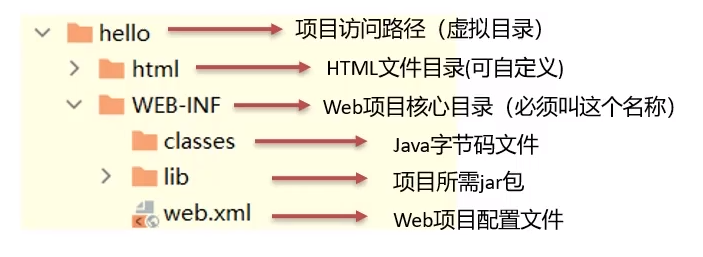 hello 项目访问路径（虚拟目录）
html HTML文件目录(可自定义)
WEB-INF Web项目核心目录（必须叫这个名称）
classes Java字节码文件
lib 项目所需jar包
web.xml Web项目配置文件